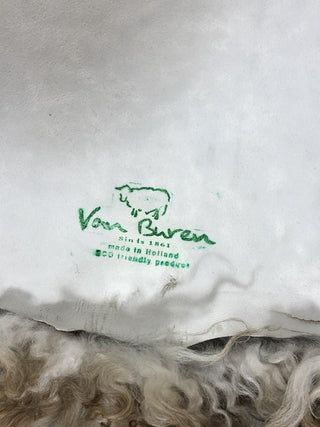 Van Buren
Sinds 1861
made in Holland
ECO friendly product